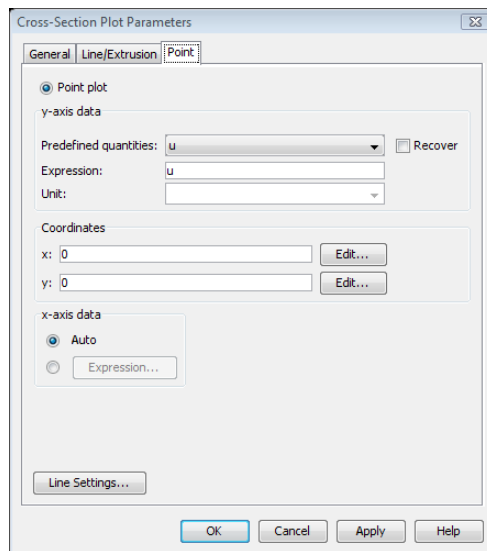 Cross-Section Plot Parameters
General Line/Extrusion Point
Point plot
y-axis data
Predefined quantities: u Recover
Expression: u
Unit:
Coordinates
x: 0 Edit...
y: 0 Edit...
x-axis data
Auto
Expression...
Line Settings...
OK Cancel Apply Help